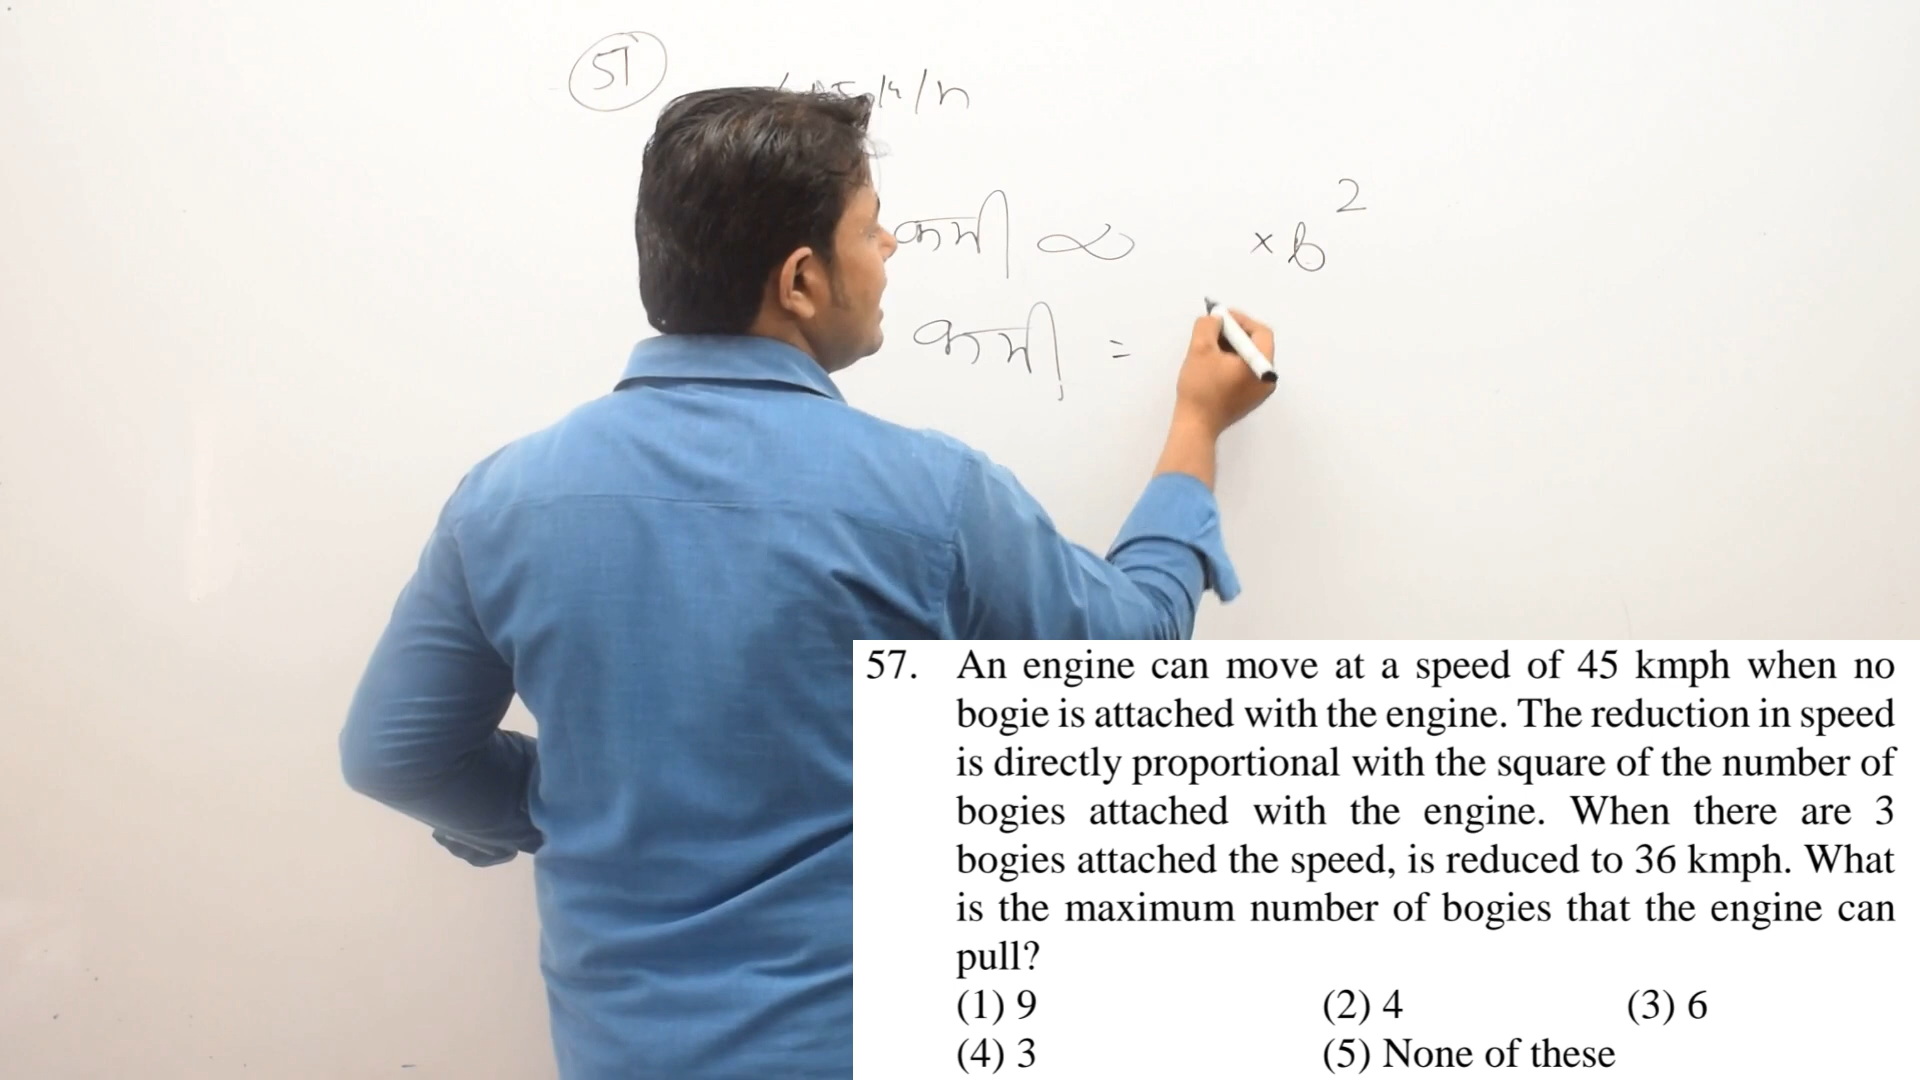 57
k/h
कमी ∝ × b²
कमी =
57. An engine can move at a speed of 45 kmph when no
bogie is attached with the engine. The reduction in speed
is directly proportional with the square of the number of
bogies attached with the engine. When there are 3
bogies attached the speed, is reduced to 36 kmph. What
is the maximum number of bogies that the engine can
pull?
(1) 9 (2) 4 (3) 6
(4) 3 (5) None of these